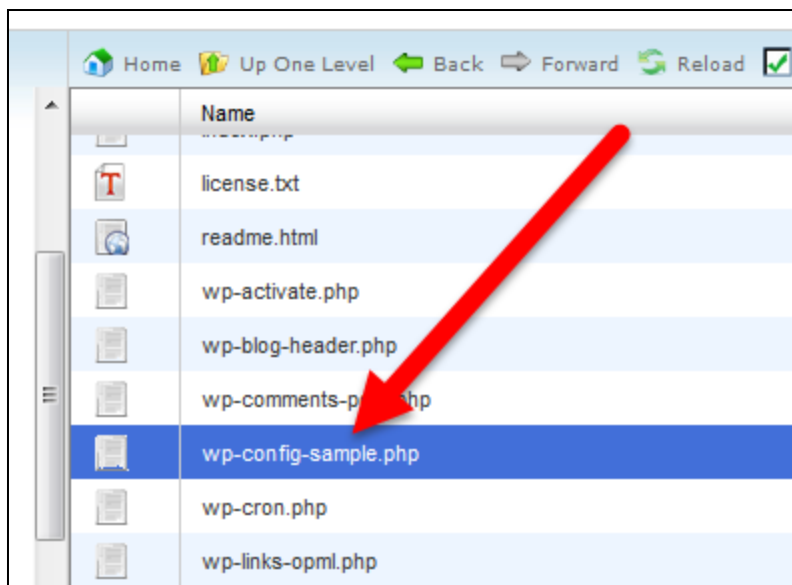 Home Up One Level Back Forward Reload
Name
license.txt
readme.html
wp-activate.php
wp-blog-header.php
wp-config-sample.php
wp-cron.php
wp-links-opml.php